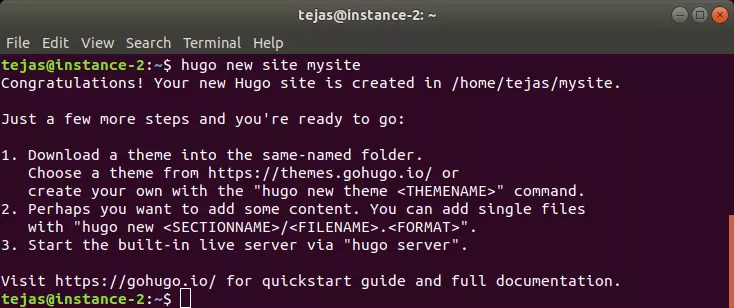 tejas@instance-2: ~
File Edit View Search Terminal Help
tejas@instance-2:~$ hugo new site mysite
Congratulations! Your new Hugo site is created in /home/tejas/mysite.
Just a few more steps and you're ready to go:
1. Download a theme into the same-named folder.
   Choose a theme from https://themes.gohugo.io/ or
   create your own with the "hugo new theme <THEMENAME>" command.
2. Perhaps you want to add some content. You can add single files
   with "hugo new <SECTIONNAME>/<FILENAME>.<FORMAT>".
3. Start the built-in live server via "hugo server".
Visit https://gohugo.io/ for quickstart guide and full documentation.
tejas@instance-2:~$